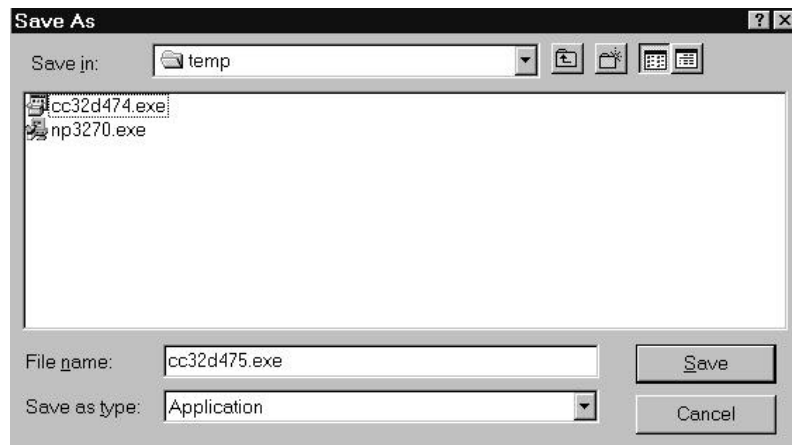 Save As
Save in: temp
cc32d474.exe
np3270.exe
File name: cc32d475.exe
Save
Save as type: Application
Cancel